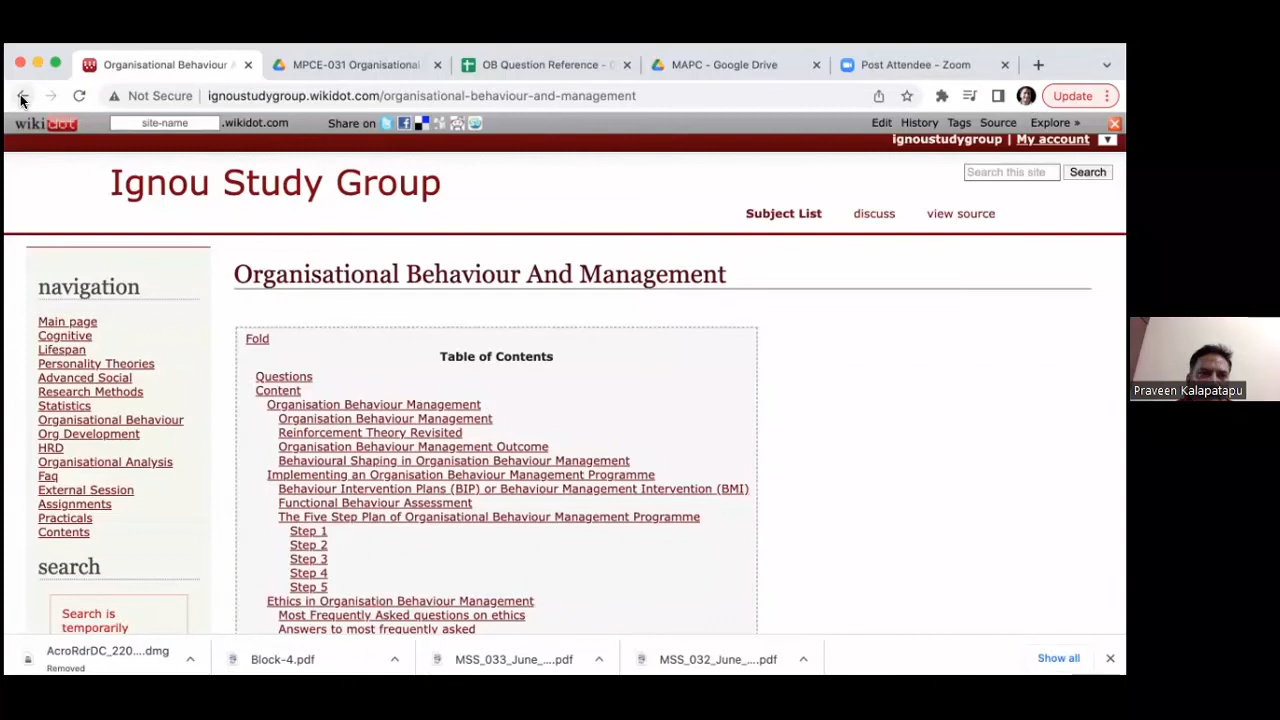 Organisational Behaviour A
MPCE-031 Organisational
OB Question Reference - G
MAPC - Google Drive
Post Attendee - Zoom
Not Secure
ignoustudygroup.wikidot.com/organisational-behaviour-and-management
Update
wikidot
site-name
.wikidot.com
Share on
Edit
History
Tags
Source
Explore »
ignoustudygroup | My account
Ignou Study Group
Search this site
Search
Subject List
discuss
view source
navigation
Main page
Cognitive
Lifespan
Personality Theories
Advanced Social
Research Methods
Statistics
Organisational Behaviour
Org Development
HRD
Organisational Analysis
Faq
External Session
Assignments
Practicals
Contents
search
Search is
temporarily
Organisational Behaviour And Management
Fold
Table of Contents
Questions
Content
Organisation Behaviour Management
Organisation Behaviour Management
Reinforcement Theory Revisited
Organisation Behaviour Management Outcome
Behavioural Shaping in Organisation Behaviour Management
Implementing an Organisation Behaviour Management Programme
Behaviour Intervention Plans (BIP) or Behaviour Management Intervention (BMI)
Functional Behaviour Assessment
The Five Step Plan of Organisational Behaviour Management Programme
Step 1
Step 2
Step 3
Step 4
Step 5
Ethics in Organisation Behaviour Management
Most Frequently Asked questions on ethics
Answers to most frequently asked
AcroRdrDC_220....dmg
Removed
Block-4.pdf
MSS_033_June_....pdf
MSS_032_June_....pdf
Show all
Praveen Kalapatapu